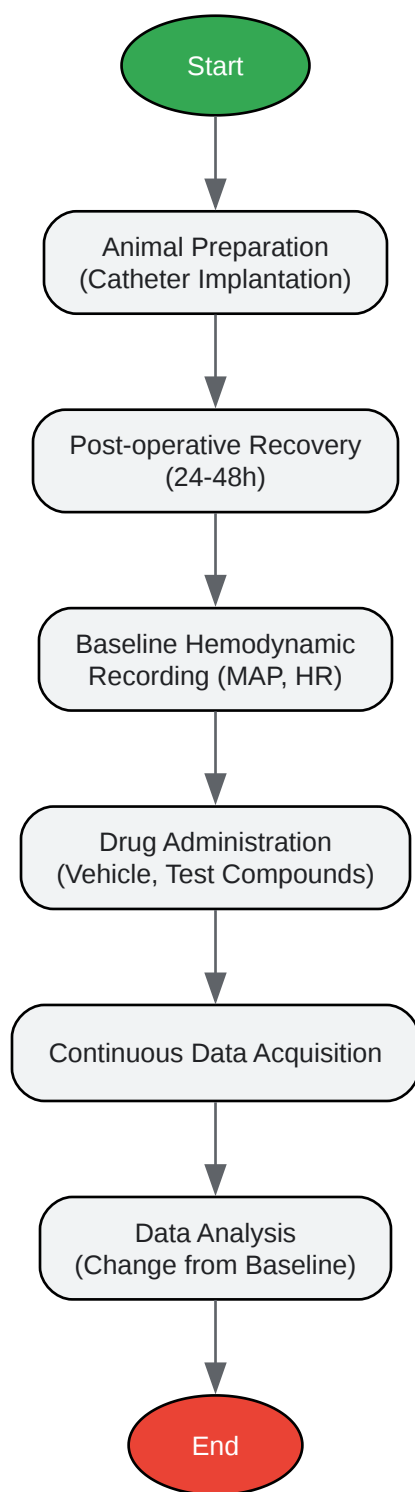 Start
Animal Preparation
(Catheter Implantation)
Post-operative Recovery
(24-48h)
Baseline Hemodynamic
Recording (MAP, HR)
Drug Administration
(Vehicle, Test Compounds)
Continuous Data Acquisition
Data Analysis
(Change from Baseline)
End